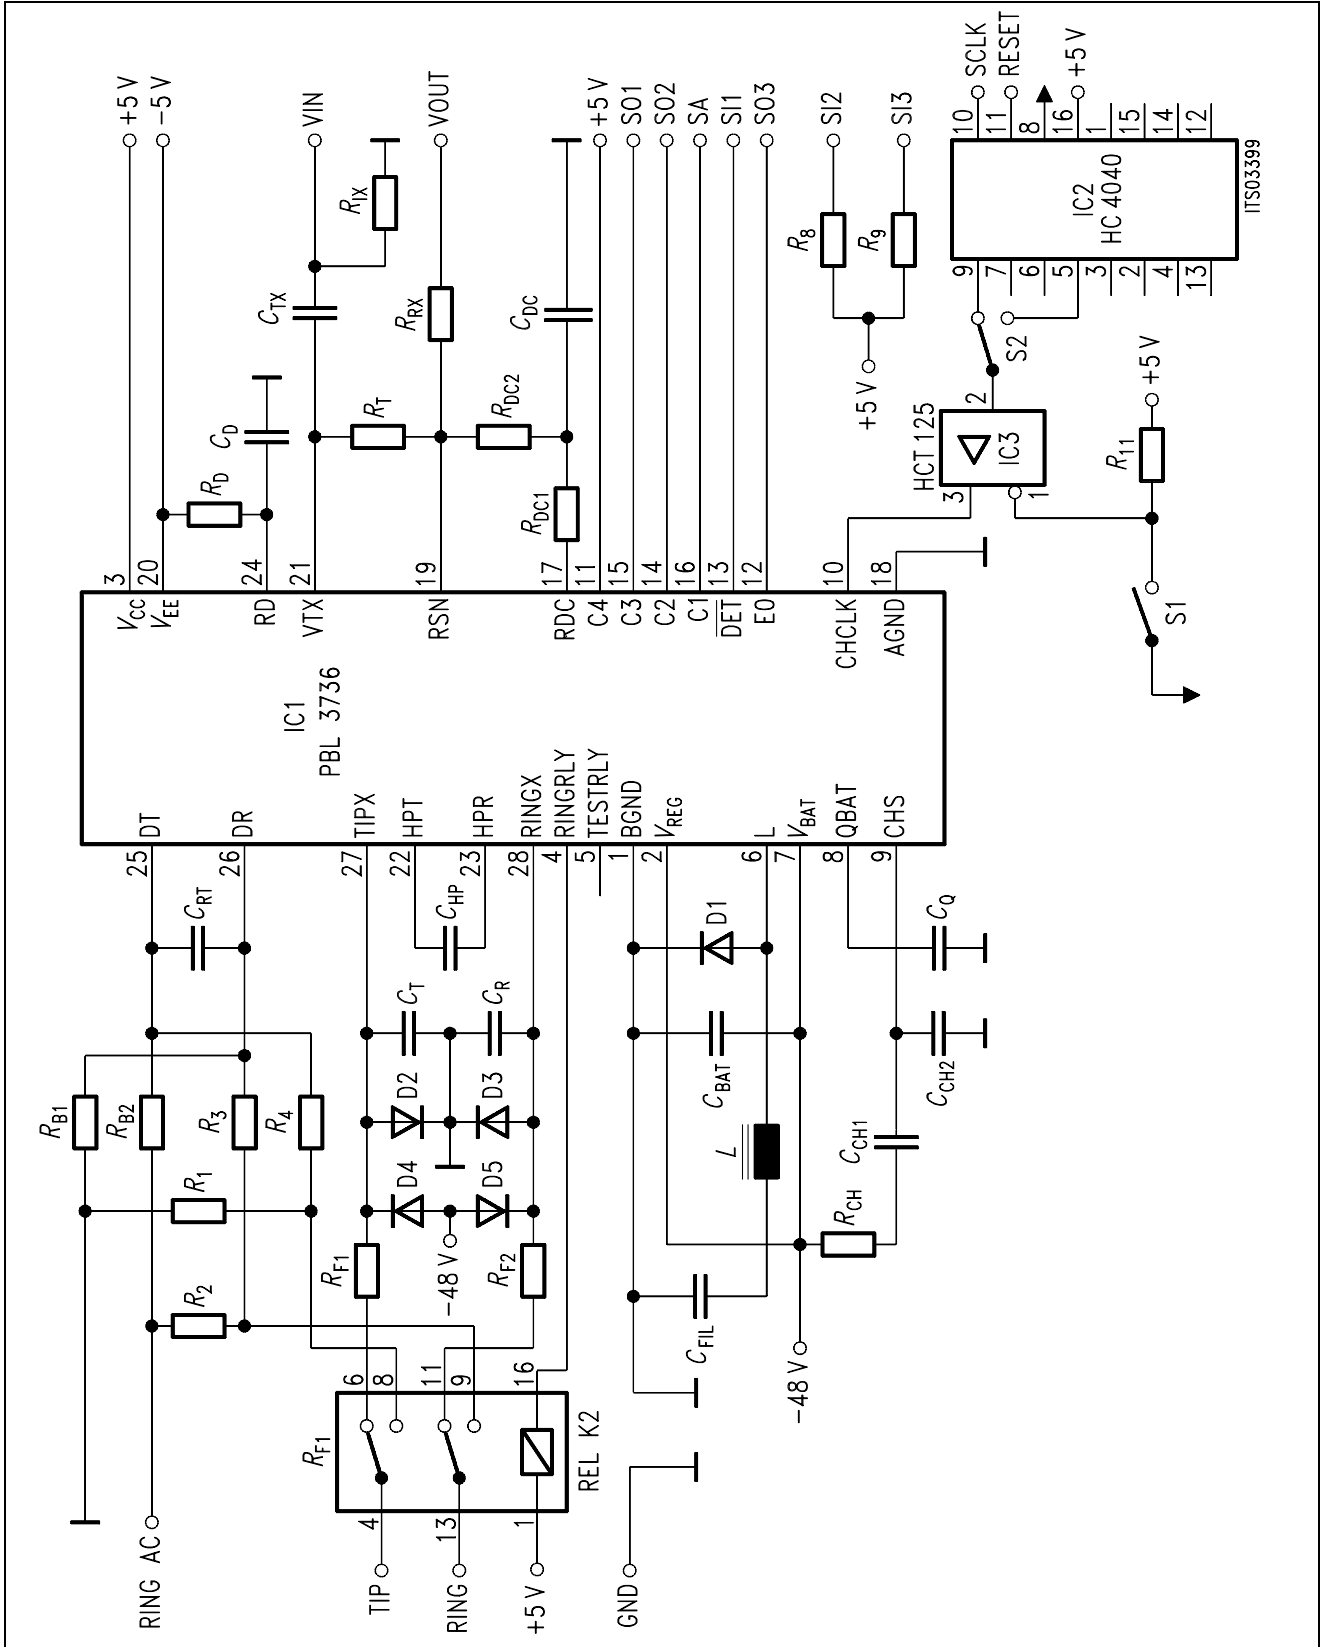 +5 V
-5 V
VIN
VOUT
+5 V
SO1
SO2
SA
SI1
SO3
SI2
SI3
SCLK
RESET
+5 V
10
11
8
16
1
15
14
12
IC2
HC 4040
ITS03399
9
7
6
5
3
2
4
13
RIX
CTX
RRX
CDC
R8
R9
+5 V
S2
CD
RD
RT
RDC2
RDC1
HCT 125
2
IC3
3
1
R11
+5 V
S1
3
20
24
21
19
17
11
15
14
16
13
12
10
18
VCC
VEE
RD
VTX
RSN
RDC
C4
C3
C2
C1
DET
E0
CHCLK
AGND
IC1
PBL 3736
DT
DR
TIPX
HPT
HPR
RINGX
RINGRLY
TESTRLY
BGND
VREG
L
VBAT
QBAT
CHS
25
26
27
22
23
28
4
5
1
2
6
7
8
9
CRT
CHP
D1
CQ
CT
CR
CBAT
CCH2
RB1
RB2
R3
R4
D2
D3
L
CCH1
R1
D4
D5
RCH
RF1
-48 V
RF2
R2
CFIL
-48 V
6
8
11
9
16
RF1
REL K2
4
13
1
RING AC
TIP
RING
+5 V
GND